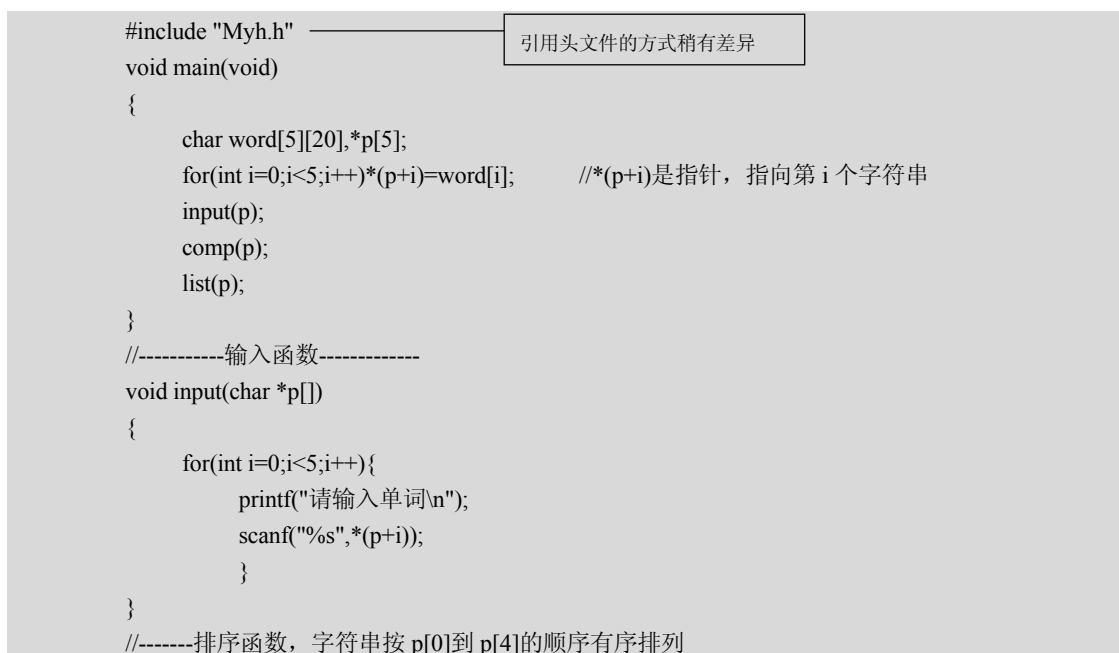 #include "Myh.h"
引用头文件的方式稍有差异
void main(void)
{
char word[5][20],*p[5];
for(int i=0;i<5;i++)*(p+i)=word[i]; //*(p+i)是指针，指向第 i 个字符串
input(p);
comp(p);
list(p);
}
//-----------输入函数-------------
void input(char *p[])
{
for(int i=0;i<5;i++){
printf("请输入单词\n");
scanf("%s",*(p+i));
}
}
//-------排序函数，字符串按 p[0]到 p[4]的顺序有序排列